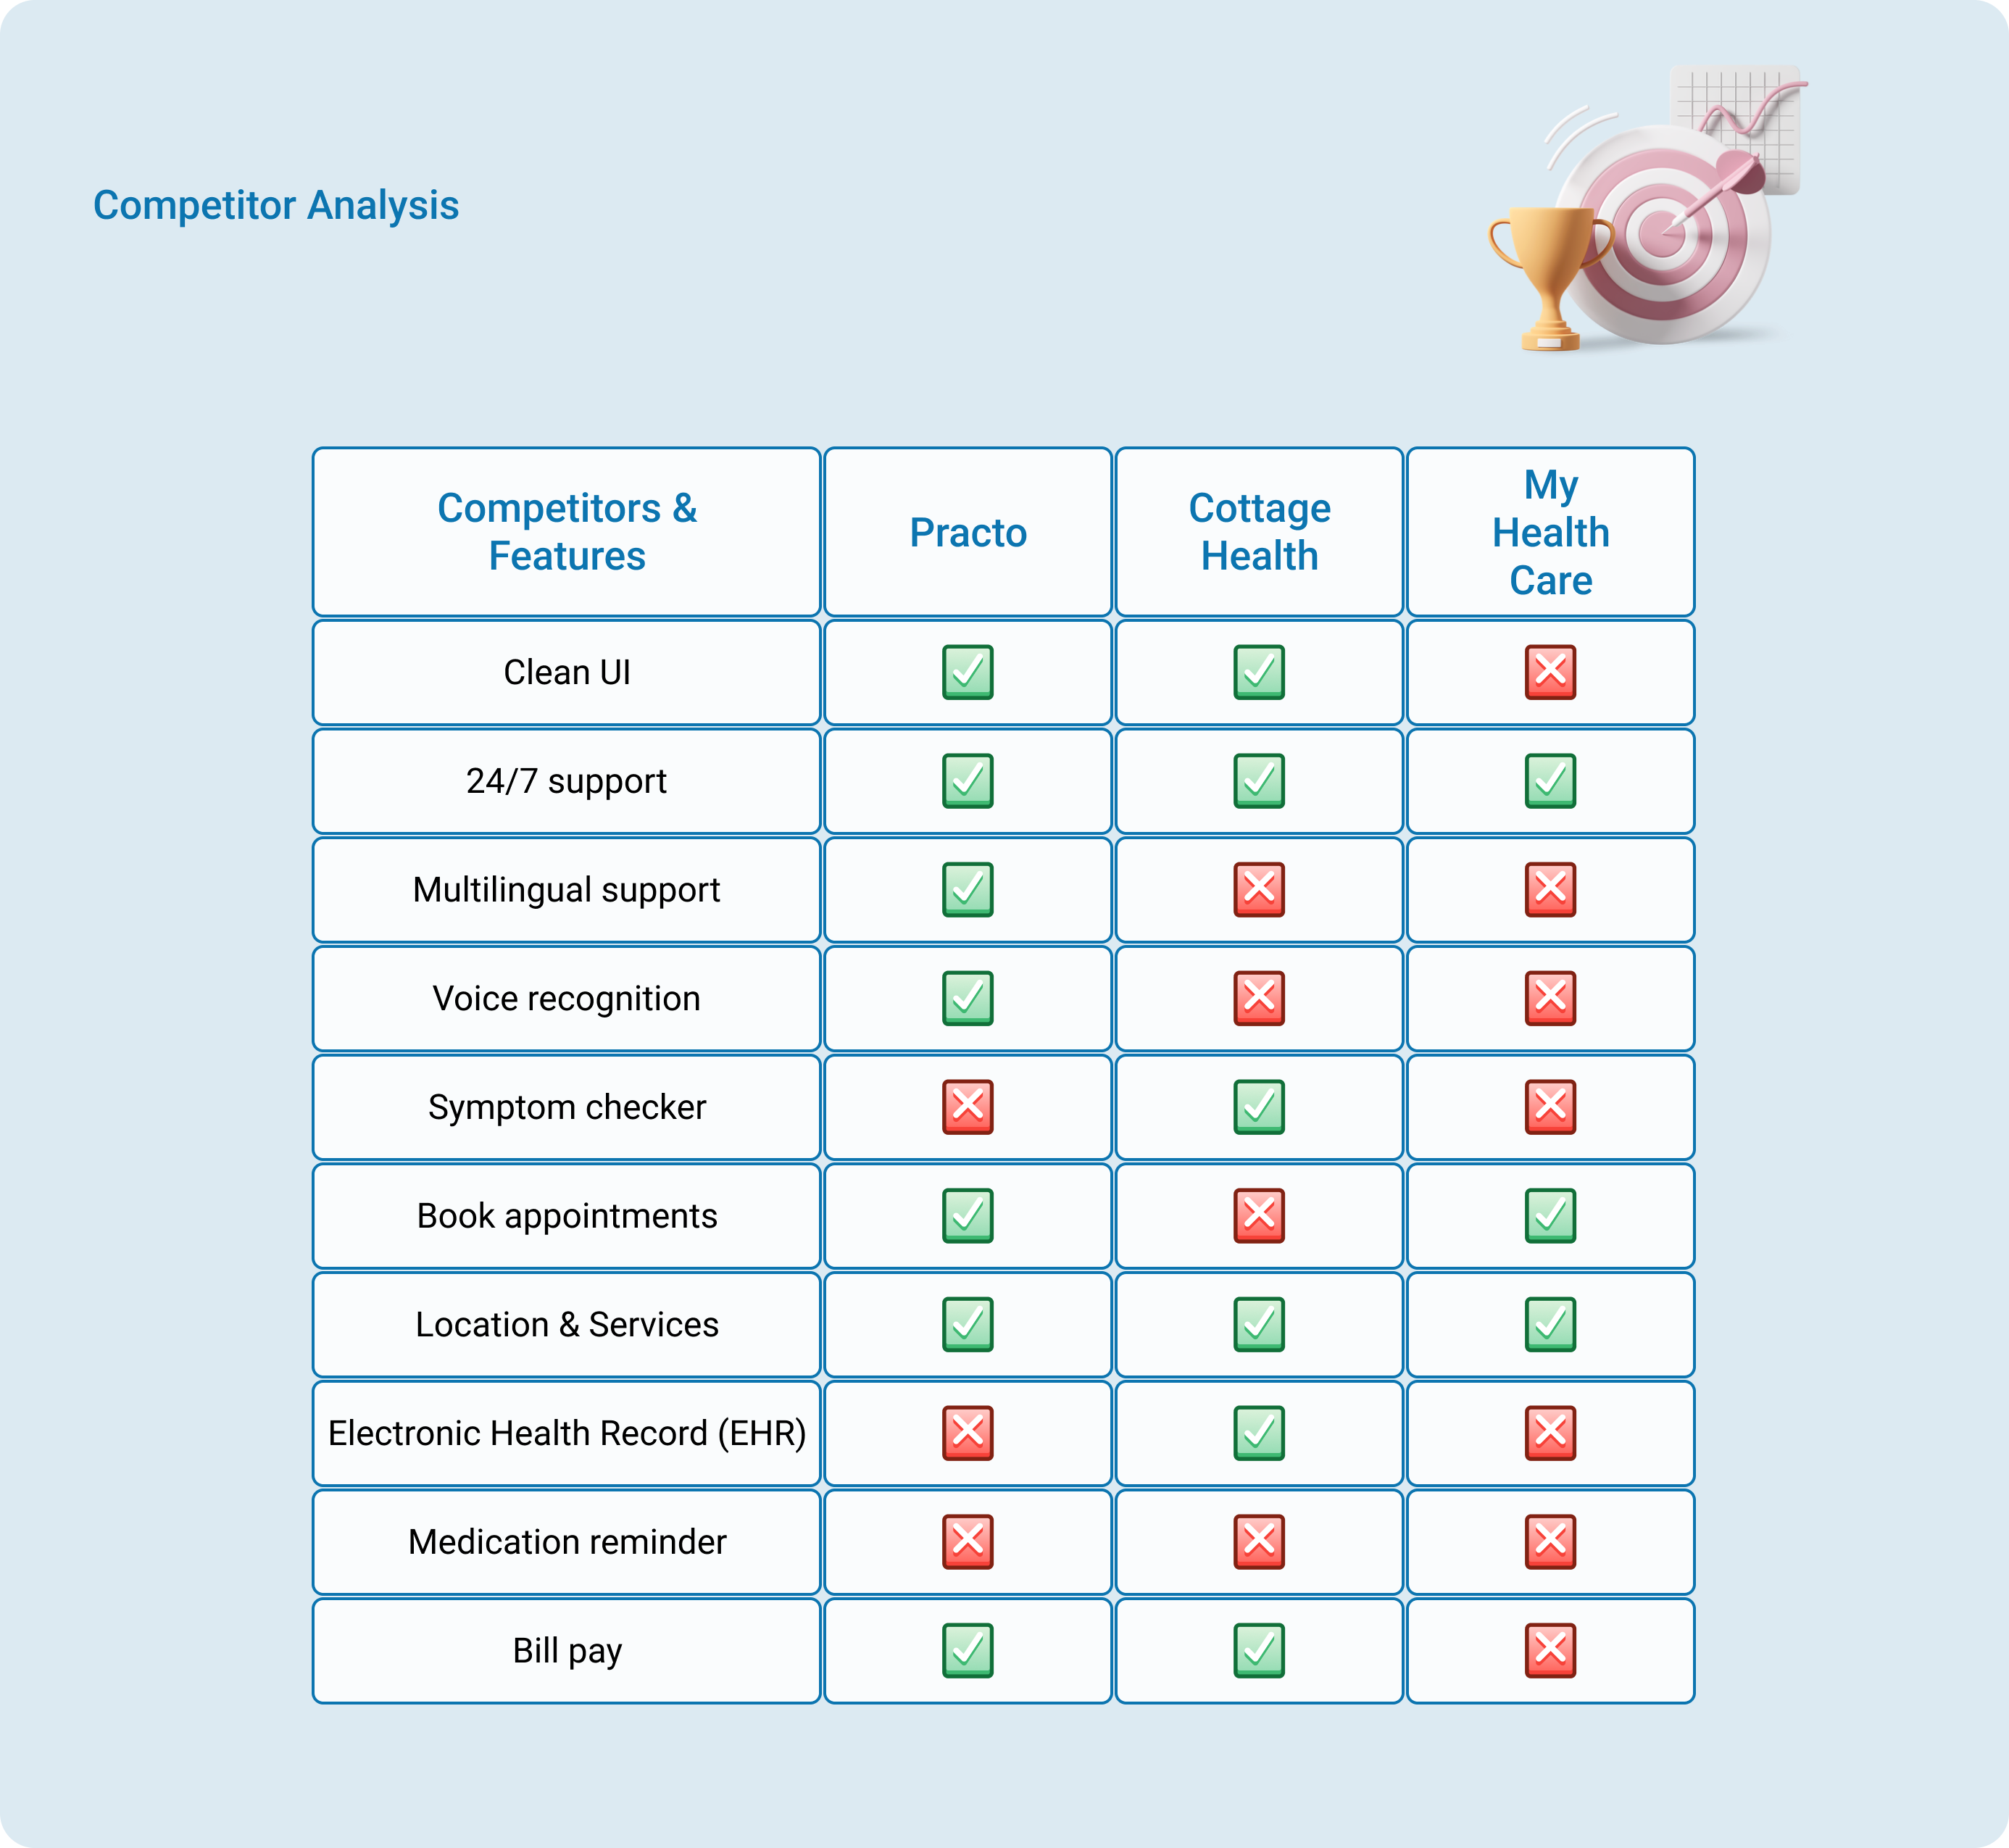 Competitor Analysis
Competitors &
Features
Practo
Cottage
Health
My
Health
Care
Clean UI
24/7 support
Multilingual support
Voice recognition
Symptom checker
Book appointments
Location & Services
Electronic Health Record (EHR)
Medication reminder
Bill pay